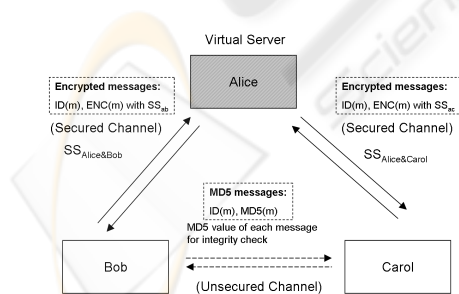 Virtual Server
Alice
Encrypted messages:
ID(m), ENC(m) with SSab
(Secured Channel)
SSAlice&Bob
Encrypted messages:
ID(m), ENC(m) with SSac
(Secured Channel)
SSAlice&Carol
MD5 messages:
ID(m), MD5(m)
MD5 value of each message
for integrity check
Bob
Carol
(Unsecured Channel)